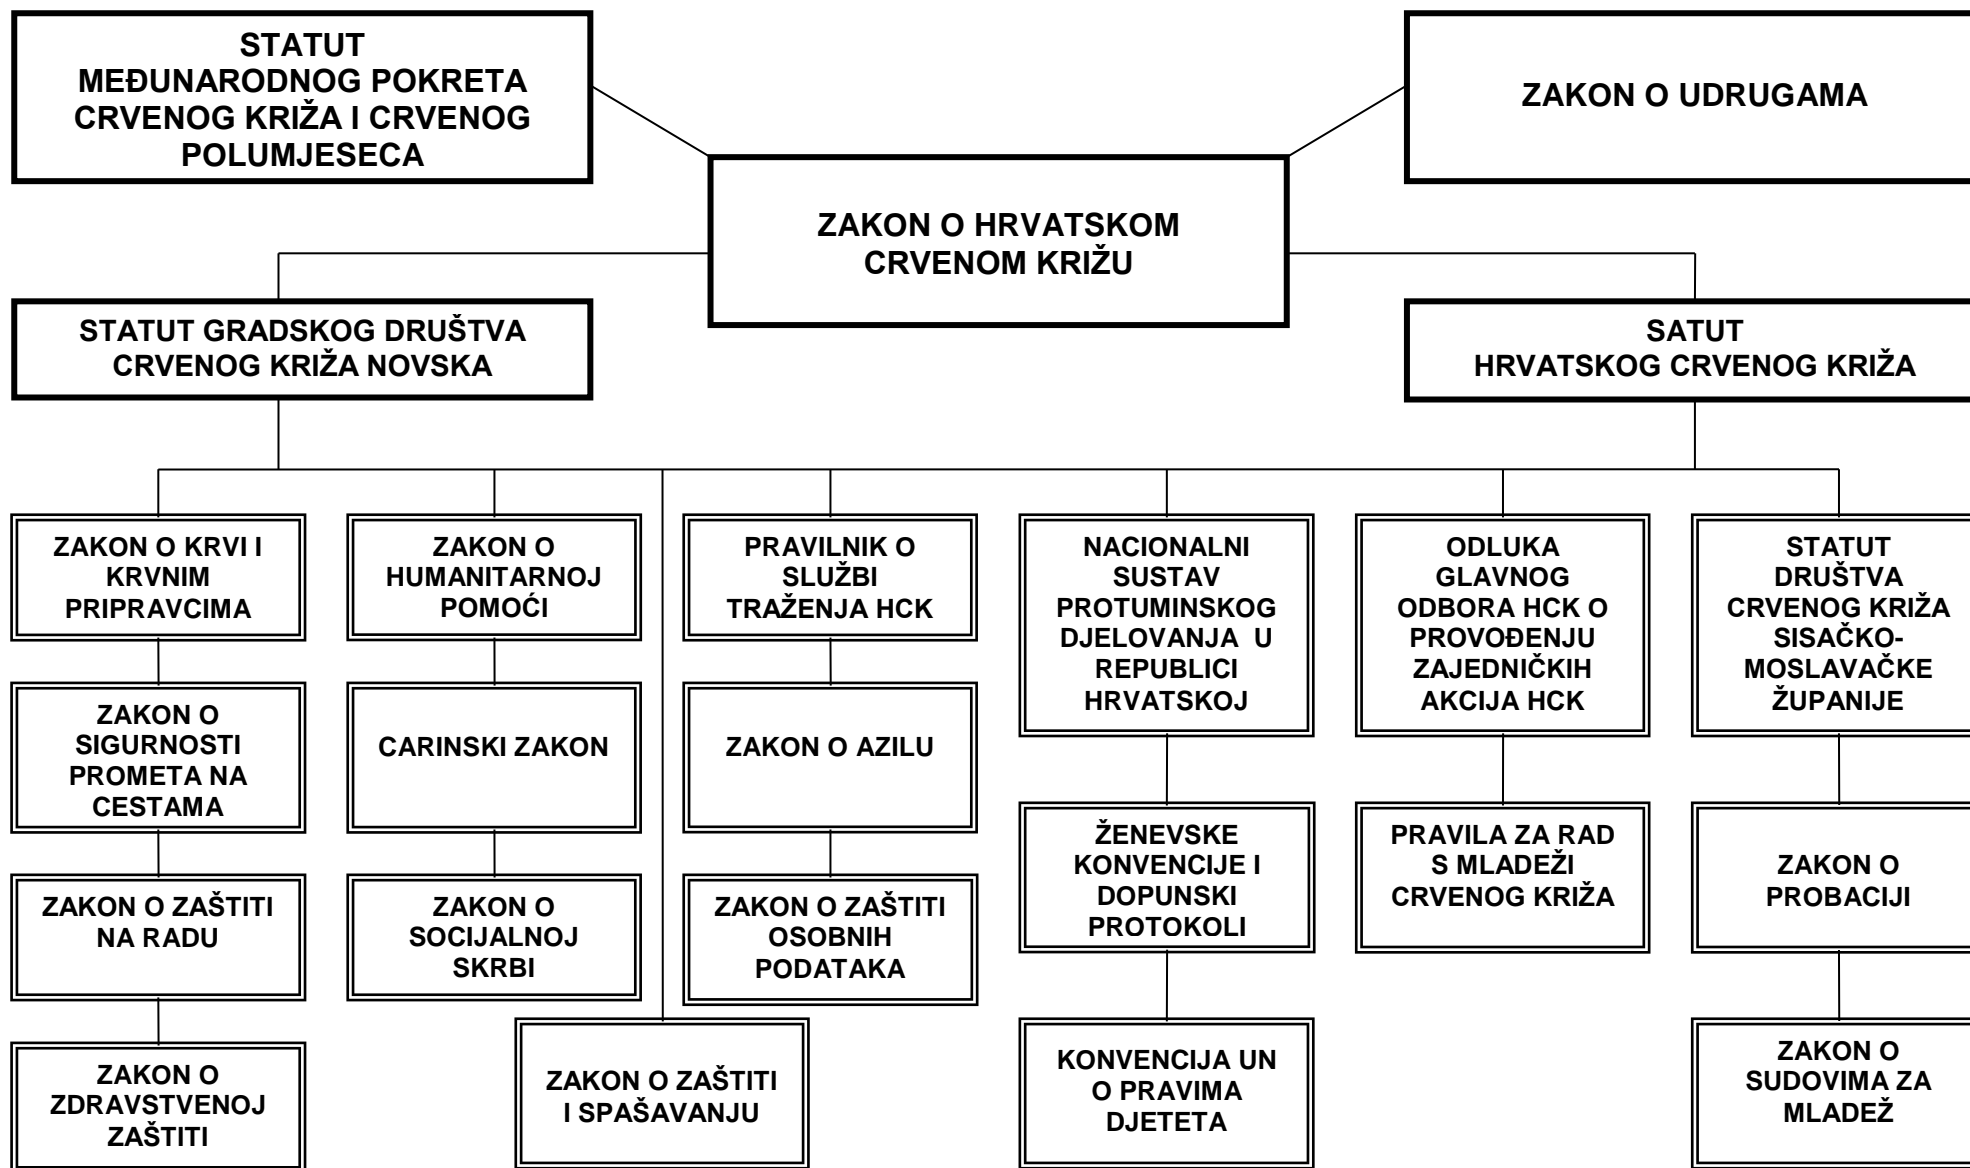 STATUT
MEĐUNARODNOG POKRETA
CRVENOG KRIŽA I CRVENOG
POLUMJESECA
ZAKON O UDRUGAMA
ZAKON O HRVATSKOM
CRVENOM KRIŽU
STATUT GRADSKOG DRUŠTVA
CRVENOG KRIŽA NOVSKA
SATUT
HRVATSKOG CRVENOG KRIŽA
ZAKON O KRVI I
KRVNIM
PRIPRAVCIMA
ZAKON O
HUMANITARNOJ
POMOĆI
PRAVILNIK O
SLUŽBI
TRAŽENJA HCK
NACIONALNI
SUSTAV
PROTUMINSKOG
DJELOVANJA U
REPUBLICI
HRVATSKOJ
ODLUKA
GLAVNOG
ODBORA HCK O
PROVOĐENJU
ZAJEDNIČKIH
AKCIJA HCK
STATUT
DRUŠTVA
CRVENOG KRIŽA
SISAČKO-
MOSLAVAČKE
ŽUPANIJE
ZAKON O
SIGURNOSTI
PROMETA NA
CESTAMA
CARINSKI ZAKON
ZAKON O AZILU
ŽENEVSKE
KONVENCIJE I
DOPUNSKI
PROTOKOLI
PRAVILA ZA RAD
S MLADEŽI
CRVENOG KRIŽA
ZAKON O
PROBACIJI
ZAKON O ZAŠTITI
NA RADU
ZAKON O
SOCIJALNOJ
SKRBI
ZAKON O ZAŠTITI
OSOBNIH
PODATAKA
ZAKON O
ZDRAVSTVENOJ
ZAŠTITI
ZAKON O ZAŠTITI
I SPAŠAVANJU
KONVENCIJA UN
O PRAVIMA
DJETETA
ZAKON O
SUDOVIMA ZA
MLADEŽ